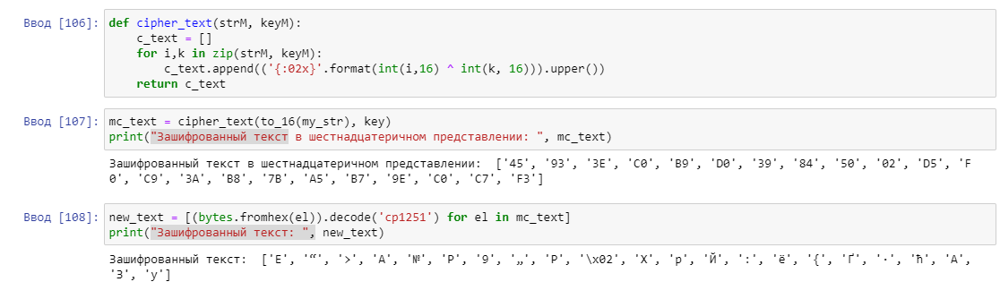 Ввод [106]: def cipher_text(strM, keyM):
    c_text = []
    for i,k in zip(strM, keyM):
        c_text.append(('{:02x}'.format(int(i,16) ^ int(k, 16))).upper())
    return c_text
Ввод [107]: mc_text = cipher_text(to_16(my_str), key)
print("Зашифрованный текст в шестнадцатеричном представлении: ", mc_text)
Зашифрованный текст в шестнадцатеричном представлении:  ['45', '93', '3E', 'C0', 'B9', 'D0', '39', '84', '50', '02', 'D5', 'F
0', 'C9', '3A', 'B8', '7B', 'A5', 'B7', '9E', 'C0', 'C7', 'F3']
Ввод [108]: new_text = [(bytes.fromhex(el)).decode('cp1251') for el in mc_text]
print("Зашифрованный текст: ", new_text)
Зашифрованный текст:  ['E', '“', '>', 'А', '№', 'Р', '9', '„', 'P', '\x02', 'Х', 'р', 'Й', ':', 'ё', '{', 'Ґ', '·', 'ћ', 'А',
'З', 'у']